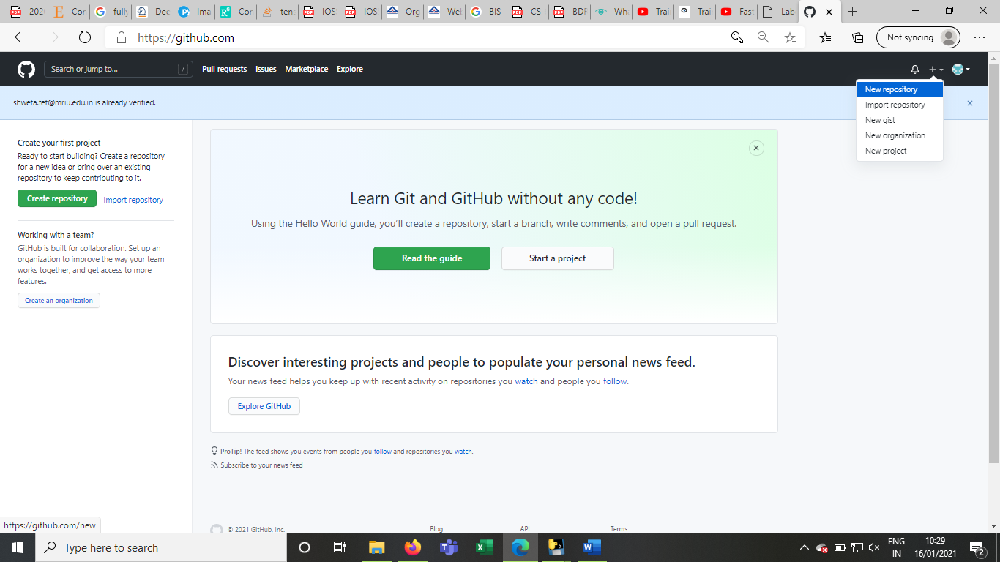 202
Cor
fully
Dee
Ima
Cor
tens
IOS
IOS
Org
Wel
BIS
CS-
BDF
Wh
Trai
Trai
Fast
Lab
https://github.com
Not syncing
Search or jump to...
/
Pull requests
Issues
Marketplace
Explore
shweta.fet@mriu.edu.in is already verified.
New repository
Import repository
New gist
New organization
New project
Create your first project
Ready to start building? Create a repository
for a new idea or bring over an existing
repository to keep contributing to it.
Create repository
Import repository
Working with a team?
GitHub is built for collaboration. Set up an
organization to improve the way your team
works together, and get access to more
features.
Create an organization
Learn Git and GitHub without any code!
Using the Hello World guide, you’ll create a repository, start a branch, write comments, and open a pull request.
Read the guide
Start a project
Discover interesting projects and people to populate your personal news feed.
Your news feed helps you keep up with recent activity on repositories you watch and people you follow.
Explore GitHub
ProTip! The feed shows you events from people you follow and repositories you watch.
Subscribe to your news feed
https://github.com/new
© 2021 GitHub, Inc.
Blog
API
Terms
Type here to search
ENG
IN
10:29
16/01/2021
2